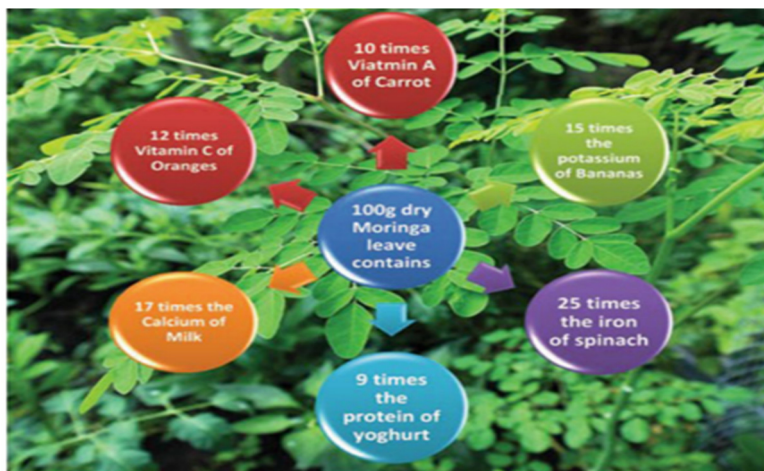 10 times
Viatmin A
of Carrot
12 times
Vitamin C of
Oranges
15 times
the
potassium
of Bananas
100g dry
Moringa
leave
contains
17 times the
Calcium of
Milk
25 times
the iron
of spinach
9 times
the
protein of
yoghurt